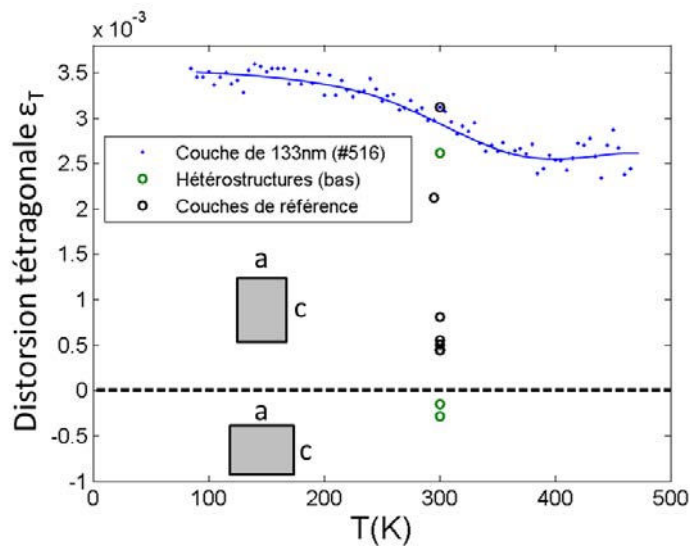 × 10⁻³
4
3.5
3
2.5
2
1.5
1
0.5
0
-0.5
-1
Distorsion tétragonale ε_T
Couche de 133nm (#516)
Hétérostructures (bas)
Couches de référence
a
c
a
c
0
100
200
300
400
500
T(K)